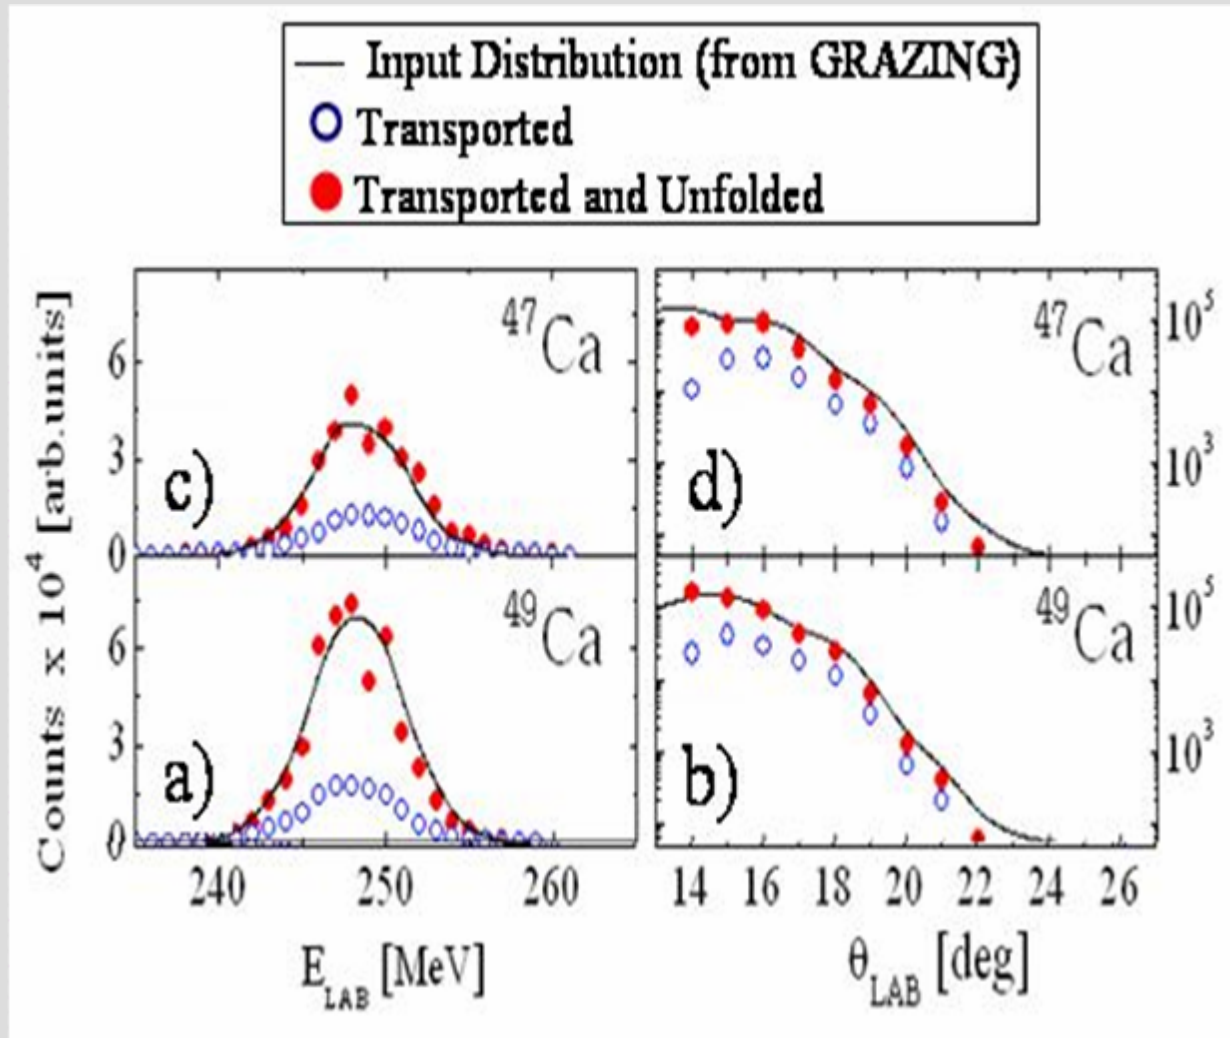 Input Distribution (from GRAZING)
Transported
Transported and Unfolded
Counts x 10⁴ [arb.units]
6
3
0
c)
⁴⁷Ca
d)
⁴⁷Ca
10⁵
10³
6
3
0
a)
⁴⁹Ca
b)
⁴⁹Ca
10⁵
10³
240 250 260
14 16 18 20 22 24 26
E_LAB [MeV]
θ_LAB [deg]